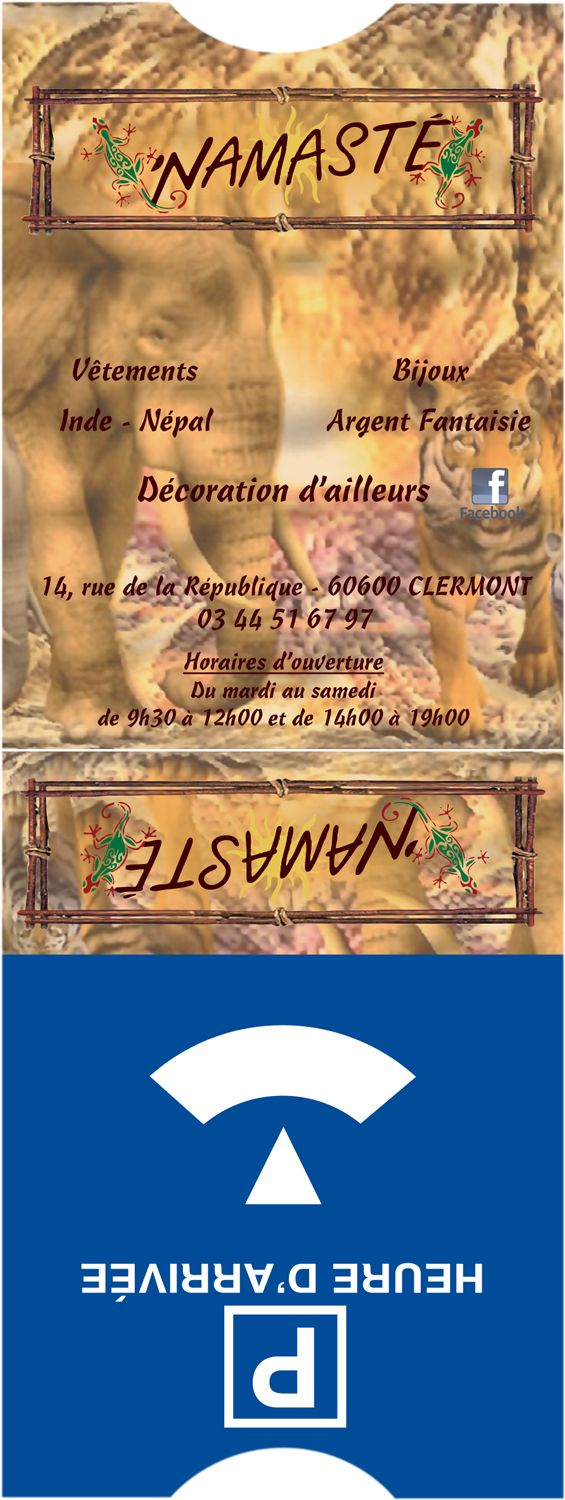 'NAMASTÉ
Vêtements
Bijoux
Inde - Népal
Argent Fantaisie
Décoration d'ailleurs
f
Facebook
14, rue de la République - 60600 CLERMONT
03 44 51 67 97
Horaires d'ouverture
Du mardi au samedi
de 9h30 à 12h00 et de 14h00 à 19h00
'NAMASTÉ
HEURE D'ARRIVÉE
P